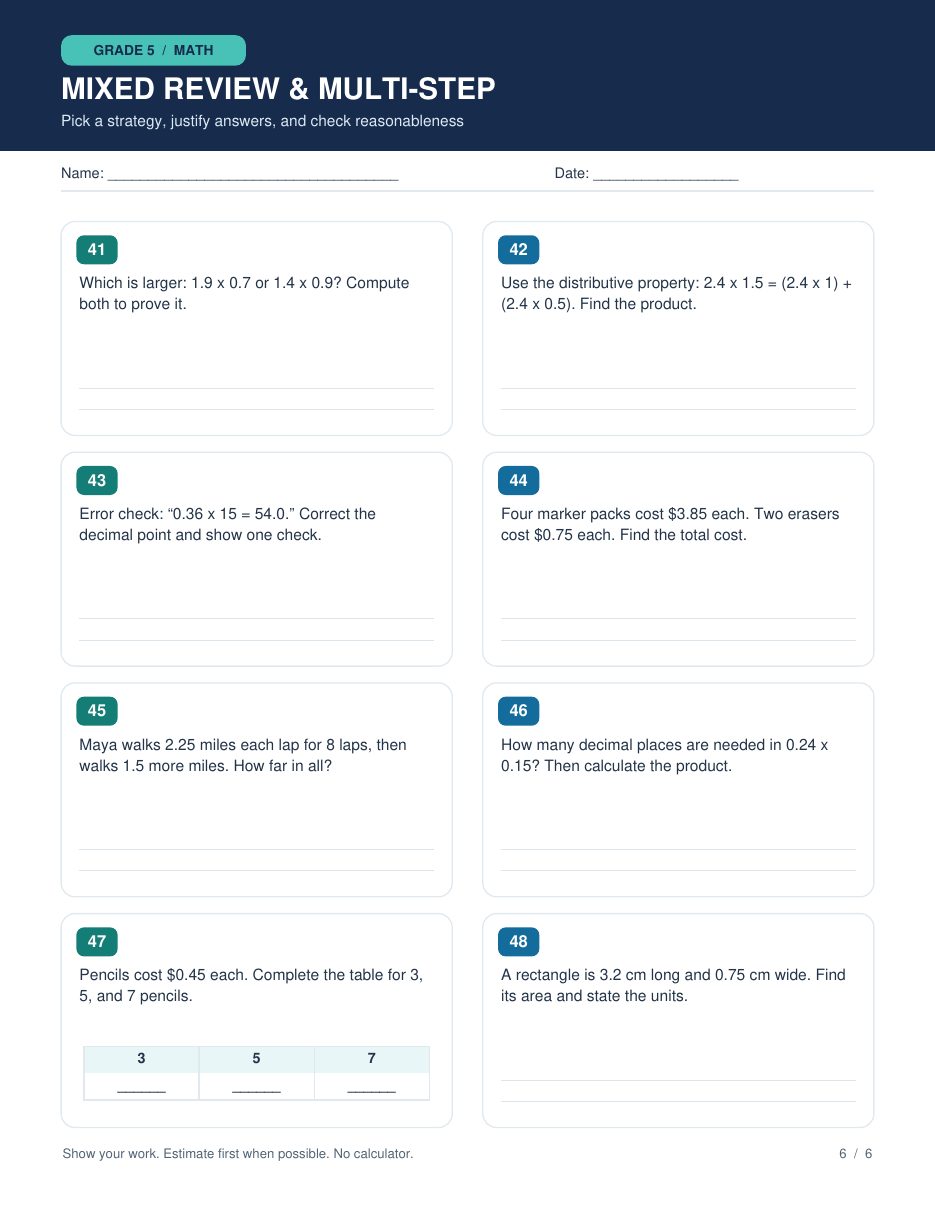 GRADE 5 / MATH
MIXED REVIEW & MULTI-STEP
Pick a strategy, justify answers, and check reasonableness
Name: ____________________________________ Date: __________________
41
Which is larger: 1.9 x 0.7 or 1.4 x 0.9? Compute
both to prove it.
42
Use the distributive property: 2.4 x 1.5 = (2.4 x 1) +
(2.4 x 0.5). Find the product.
43
Error check: “0.36 x 15 = 54.0.” Correct the
decimal point and show one check.
44
Four marker packs cost $3.85 each. Two erasers
cost $0.75 each. Find the total cost.
45
Maya walks 2.25 miles each lap for 8 laps, then
walks 1.5 more miles. How far in all?
46
How many decimal places are needed in 0.24 x
0.15? Then calculate the product.
47
Pencils cost $0.45 each. Complete the table for 3,
5, and 7 pencils.
3 5 7
______ ______ ______
48
A rectangle is 3.2 cm long and 0.75 cm wide. Find
its area and state the units.
Show your work. Estimate first when possible. No calculator.
6 / 6